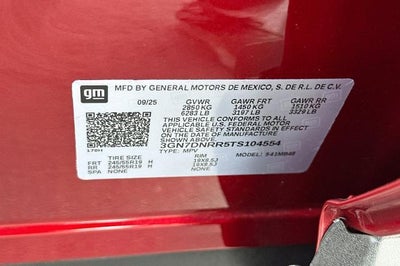 gm
MFD BY GENERAL MOTORS DE MEXICO, S. DE R.L. DE C.V.
09/25 GVWR GAWR FRT GAWR RR
2850 KG 1450 KG 1510 KG
6283 LB 3197 LB 3329 LB
THIS VEHICLE CONFORMS TO ALL APPLICABLE U.S.
FEDERAL MOTOR VEHICLE SAFETY
STANDARDS IN EFFECT ON THE
DATE OF MANUFACTURE
SHOWN ABOVE
3GN7DNRR5TS104554
TYPE: MPV MODEL:
TIRE SIZE RIM
FRT 245/55R19 H 19X8.5J
RR 245/55R19 H 19X8.5J
SPA NONE NONE